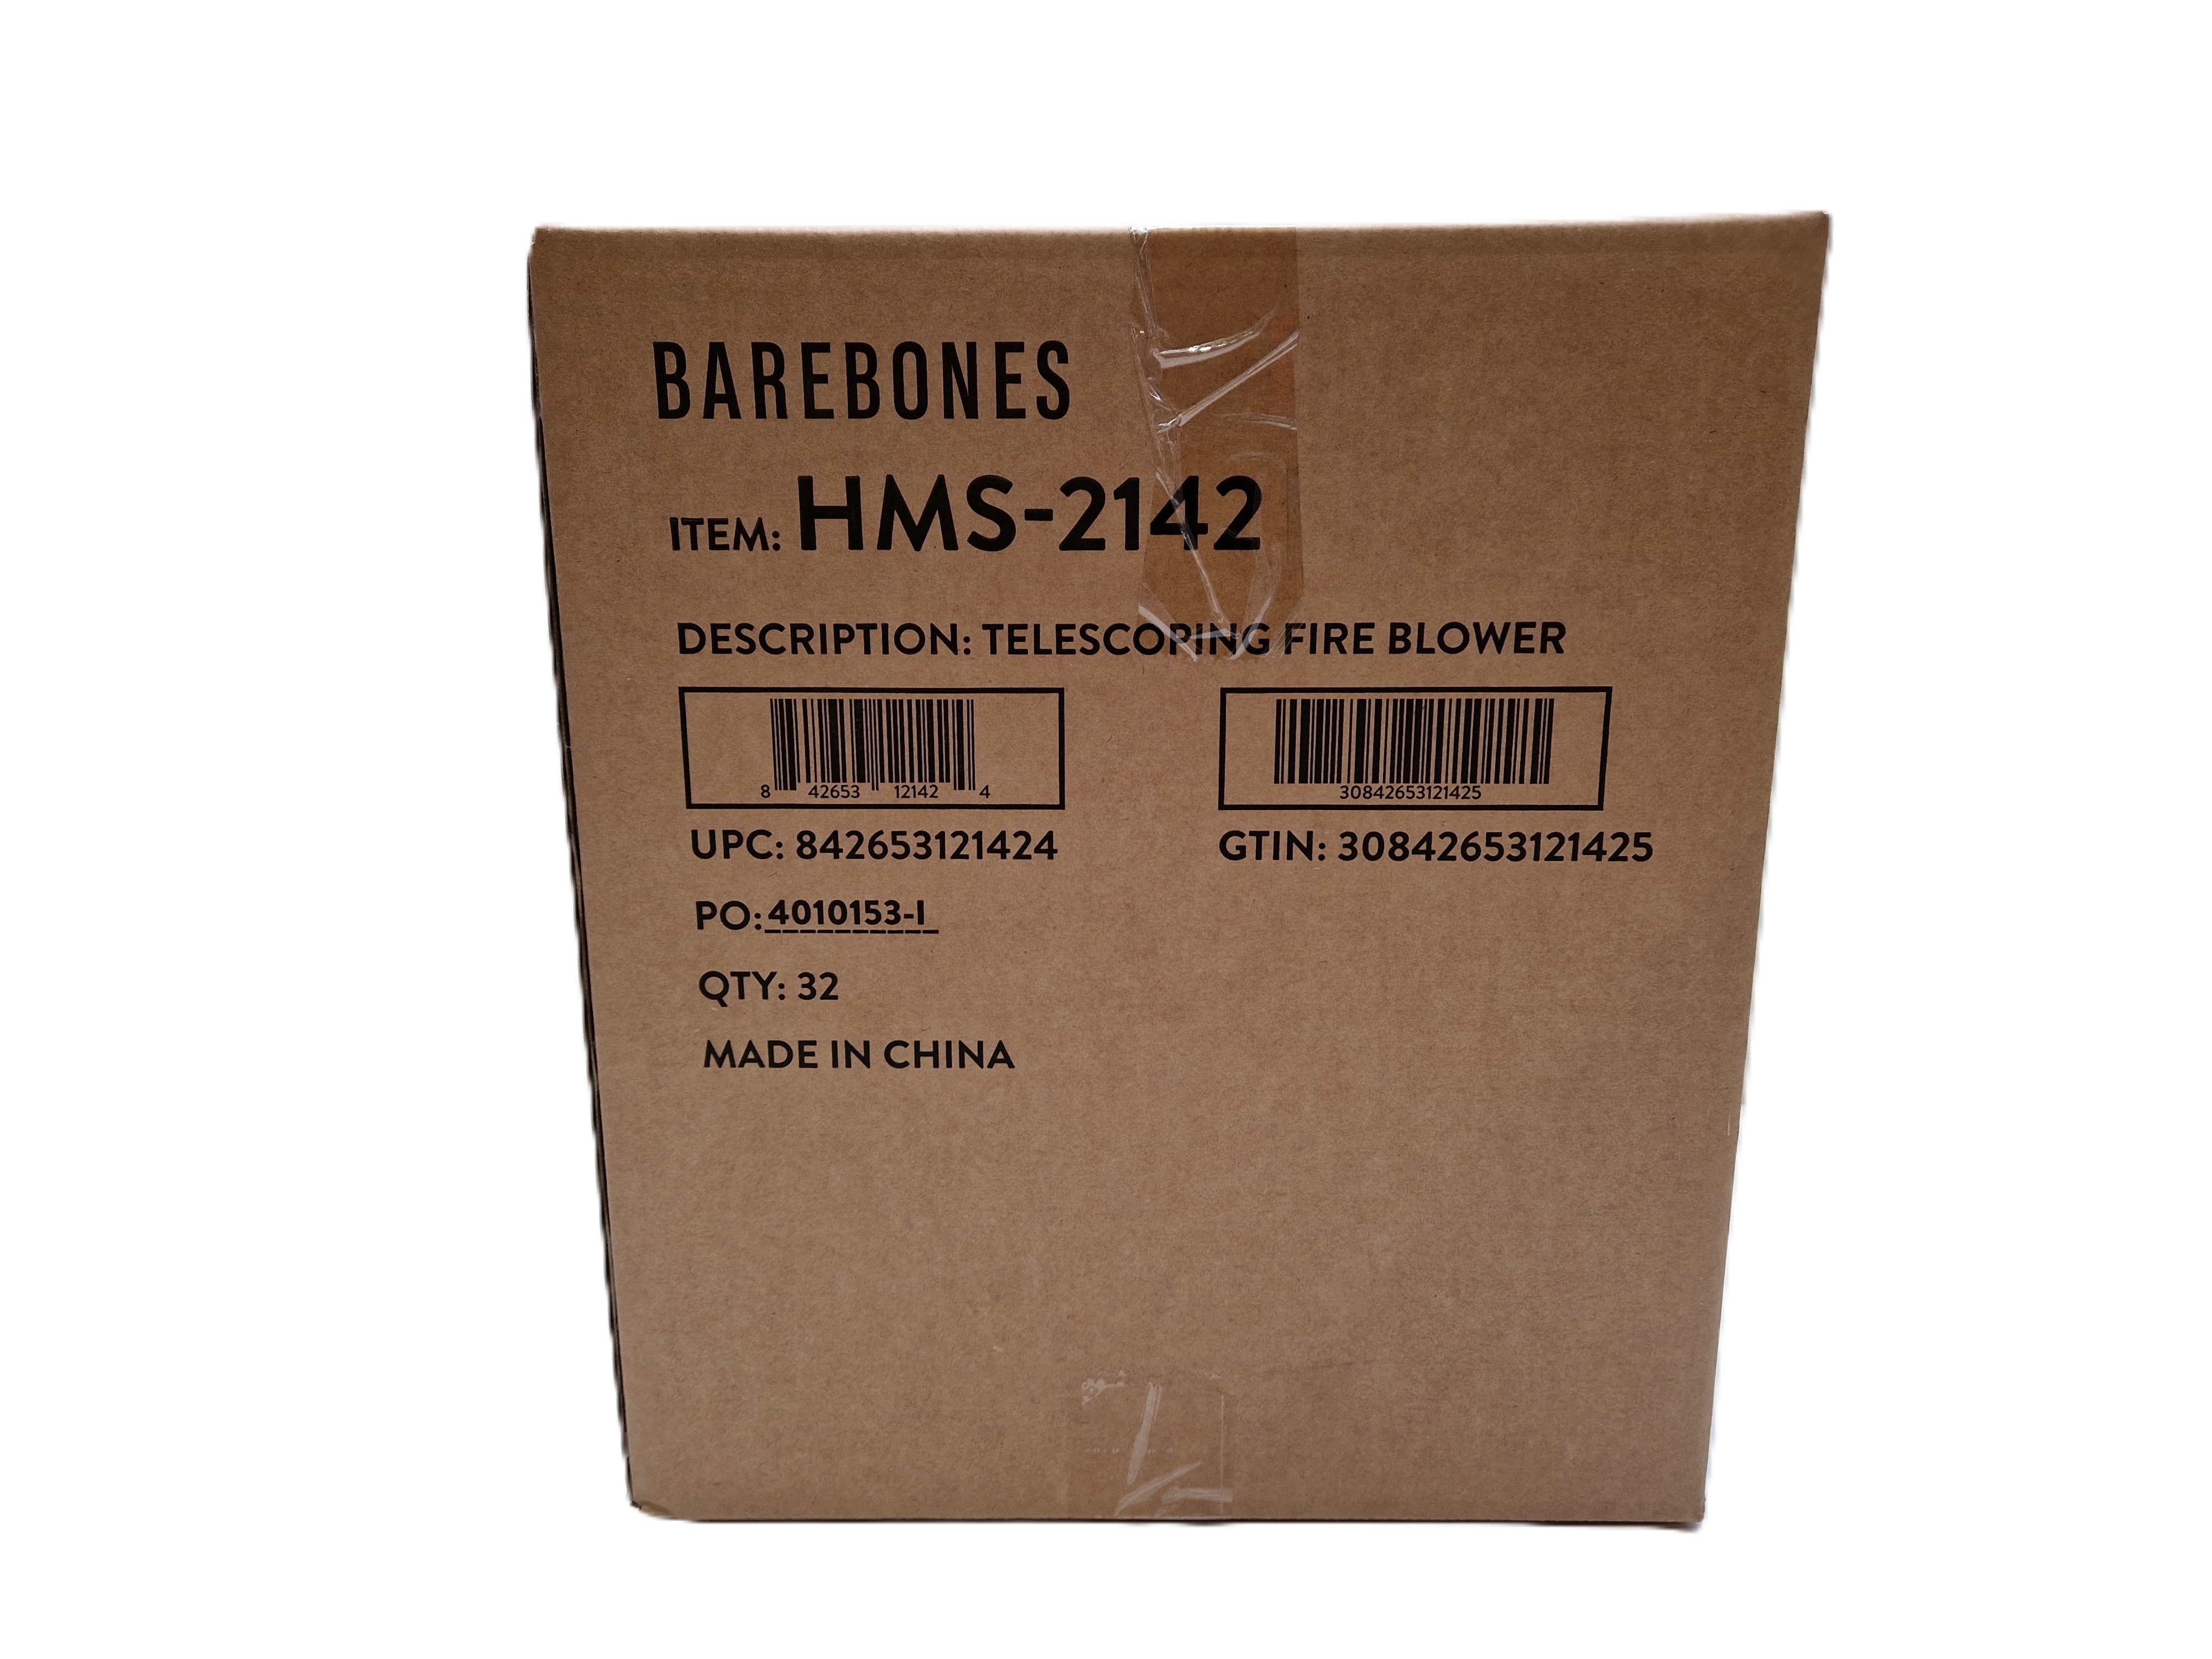 BAREBONES
ITEM: HMS-2142
DESCRIPTION: TELESCOPING FIRE BLOWER
8 42653 12142 4
30842653121425
UPC: 842653121424
GTIN: 30842653121425
PO: 4010153-I
QTY: 32
MADE IN CHINA